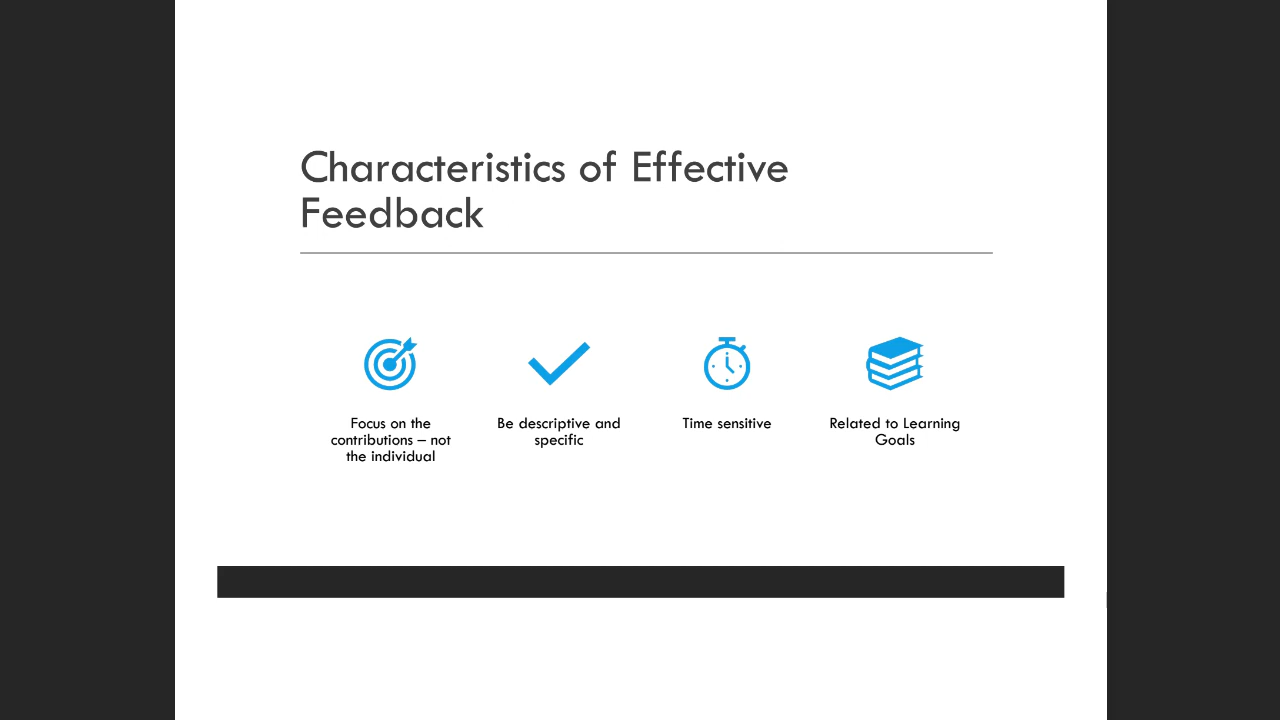 Characteristics of Effective
Feedback
Focus on the
contributions – not
the individual
Be descriptive and
specific
Time sensitive
Related to Learning
Goals